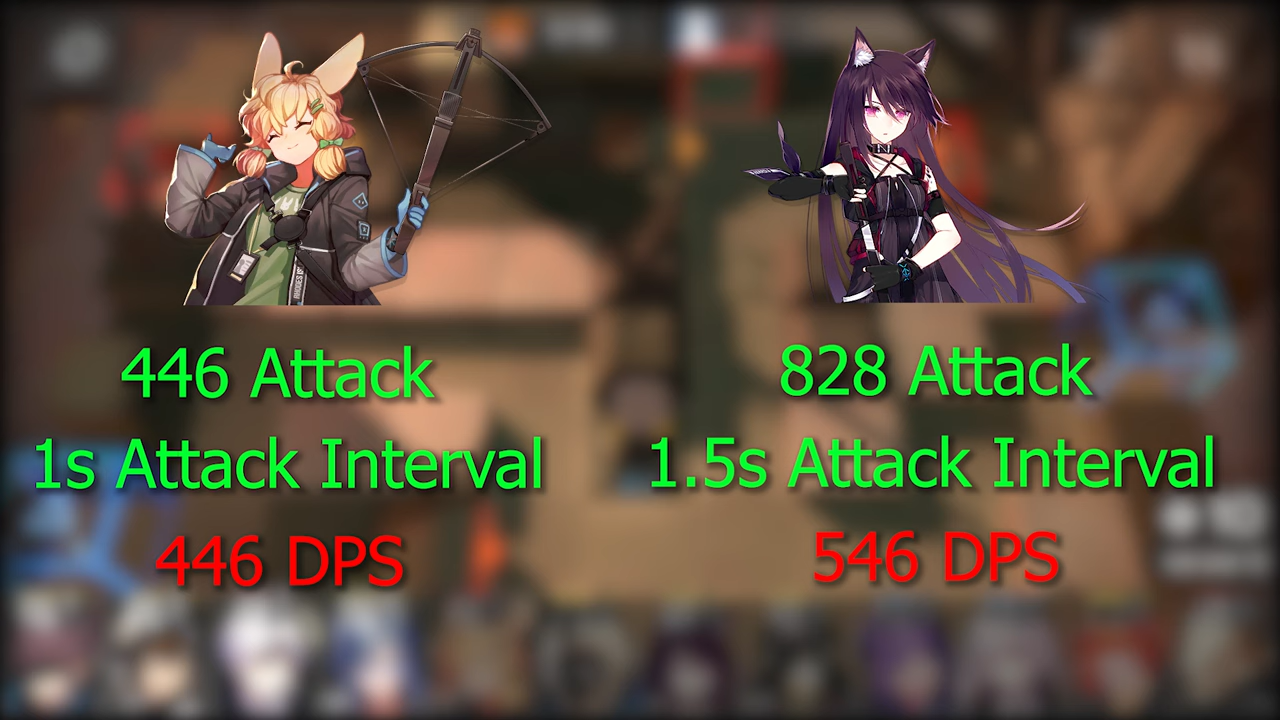 446 Attack
1s Attack Interval
446 DPS
828 Attack
1.5s Attack Interval
546 DPS